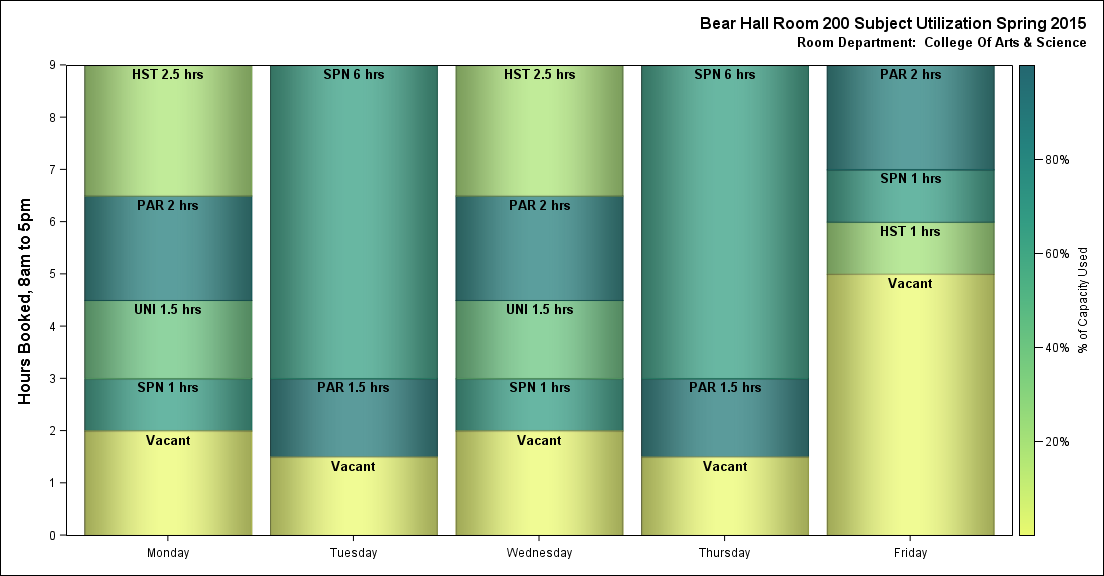 Bear Hall Room 200 Subject Utilization Spring 2015
Room Department:  College Of Arts & Science
Hours Booked, 8am to 5pm
9
8
7
6
5
4
3
2
1
0
HST 2.5 hrs
PAR 2 hrs
UNI 1.5 hrs
SPN 1 hrs
Vacant
Monday
SPN 6 hrs
PAR 1.5 hrs
Vacant
Tuesday
HST 2.5 hrs
PAR 2 hrs
UNI 1.5 hrs
SPN 1 hrs
Vacant
Wednesday
SPN 6 hrs
PAR 1.5 hrs
Vacant
Thursday
PAR 2 hrs
SPN 1 hrs
HST 1 hrs
Vacant
Friday
80%
60%
40%
20%
% of Capacity Used